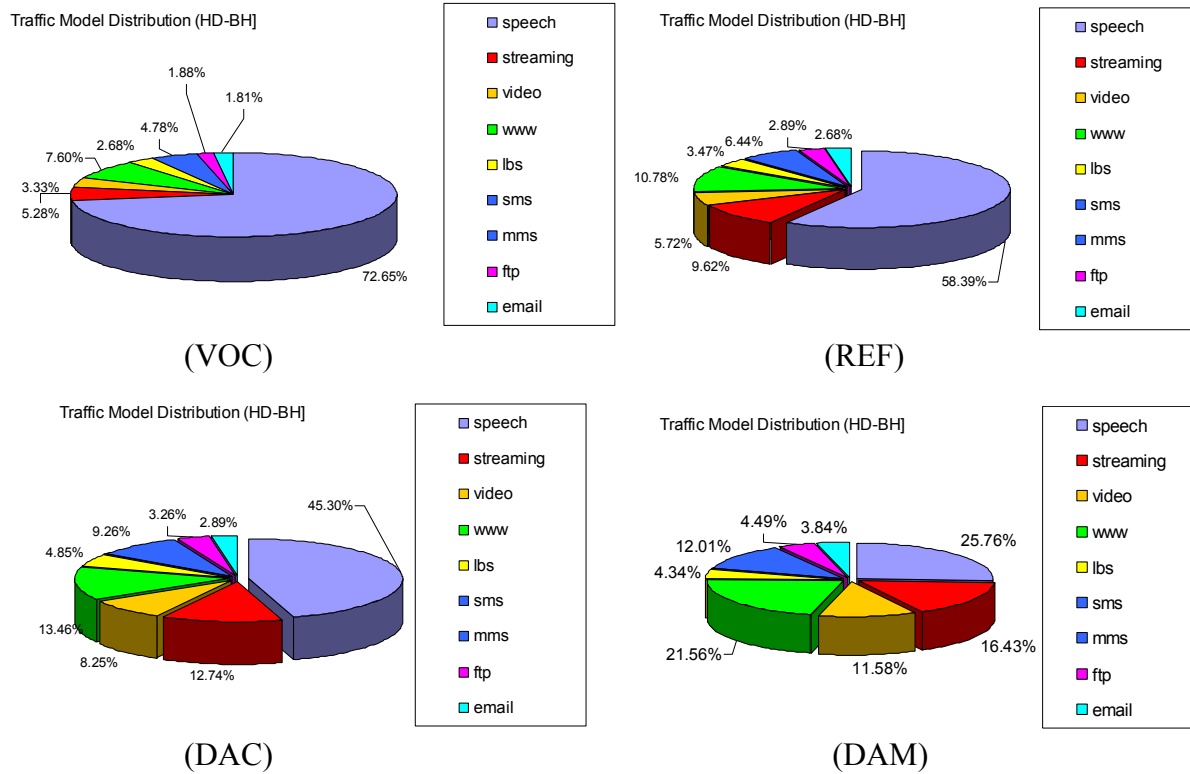 Traffic Model Distribution (HD-BH]
speech
streaming
video
www
lbs
sms
mms
ftp
email
1.88%
1.81%
4.78%
2.68%
7.60%
3.33%
5.28%
72.65%
(VOC)
Traffic Model Distribution (HD-BH]
speech
streaming
video
www
lbs
sms
mms
ftp
email
2.89%
2.68%
6.44%
3.47%
10.78%
5.72%
9.62%
58.39%
(REF)
Traffic Model Distribution (HD-BH]
speech
streaming
video
www
lbs
sms
mms
ftp
email
3.26%
2.89%
9.26%
4.85%
45.30%
13.46%
8.25%
12.74%
(DAC)
Traffic Model Distribution (HD-BH]
speech
streaming
video
www
lbs
sms
mms
ftp
email
4.49%
3.84%
12.01%
4.34%
25.76%
21.56%
11.58%
16.43%
(DAM)